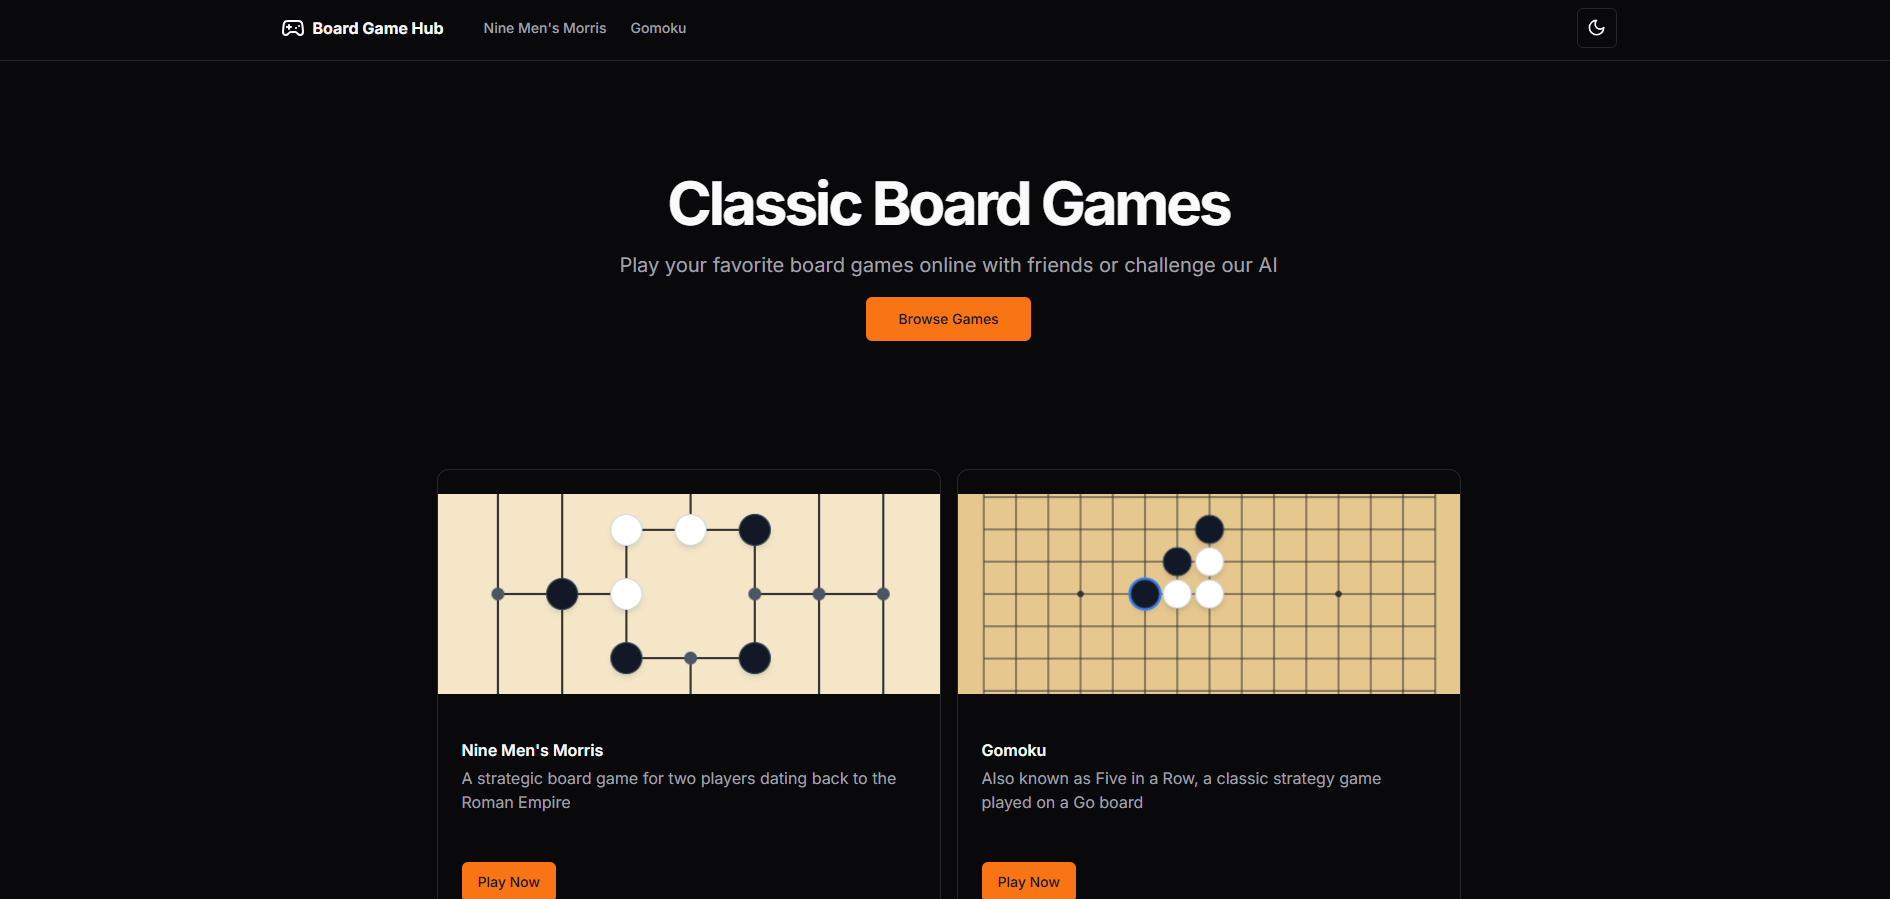 Board Game Hub
Nine Men's Morris
Gomoku
Classic Board Games
Play your favorite board games online with friends or challenge our AI
Browse Games
Nine Men's Morris
A strategic board game for two players dating back to the
Roman Empire
Play Now
Gomoku
Also known as Five in a Row, a classic strategy game
played on a Go board
Play Now